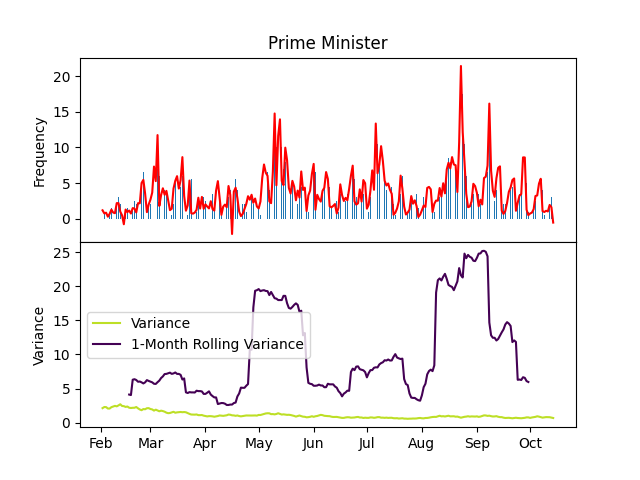 Prime Minister
20
15
10
5
0
Frequency
25
20
15
10
5
0
Variance
Variance
1-Month Rolling Variance
Feb Mar Apr May Jun Jul Aug Sep Oct